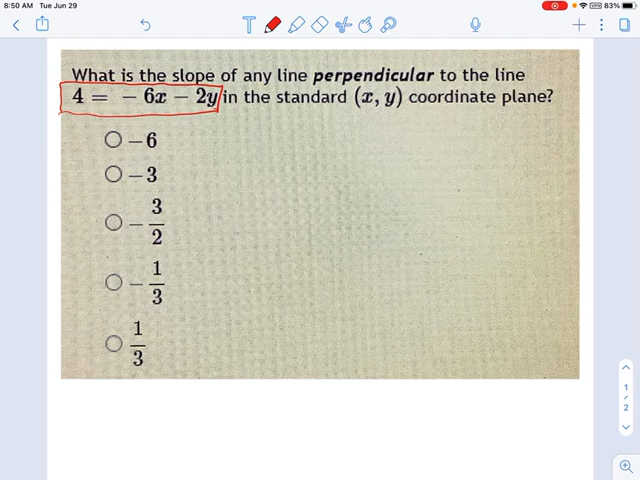 8:50 AM Tue Jun 29
VPN 83%
T
What is the slope of any line perpendicular to the line
4 = − 6x − 2y in the standard (x, y) coordinate plane?
−6
−3
− 3/2
− 1/3
1/3
1
/
2